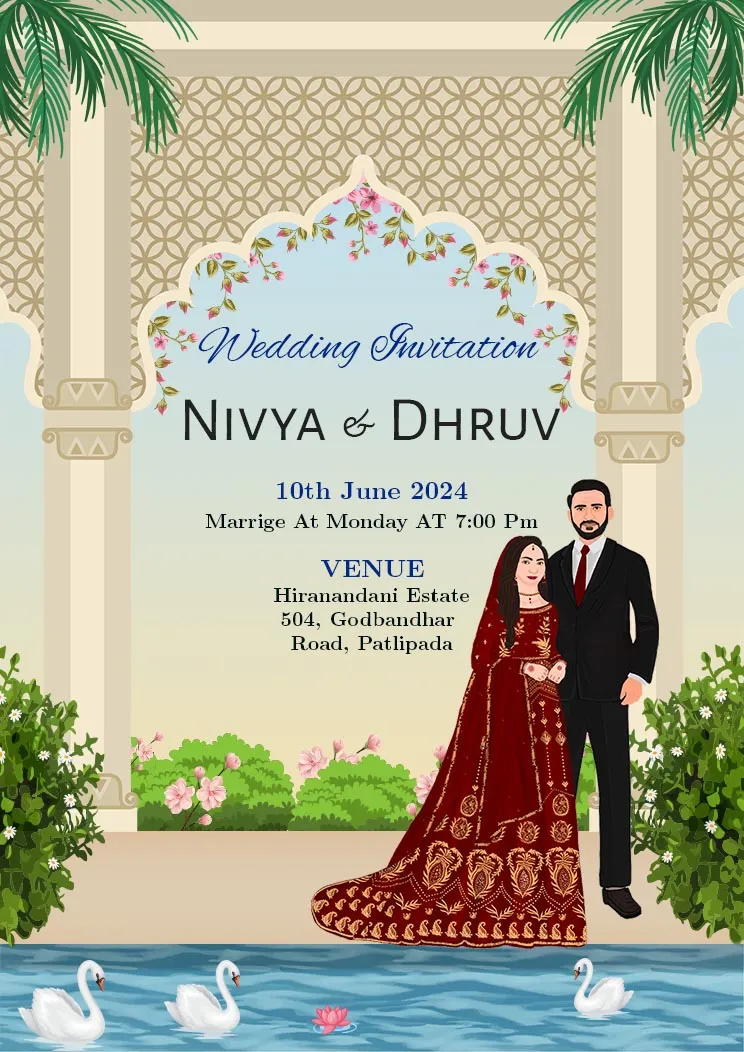 Wedding Invitation
NIVYA & DHRUV
10th June 2024
Marrige At Monday AT 7:00 Pm
VENUE
Hiranandani Estate
504, Godbandhar
Road, Patlipada